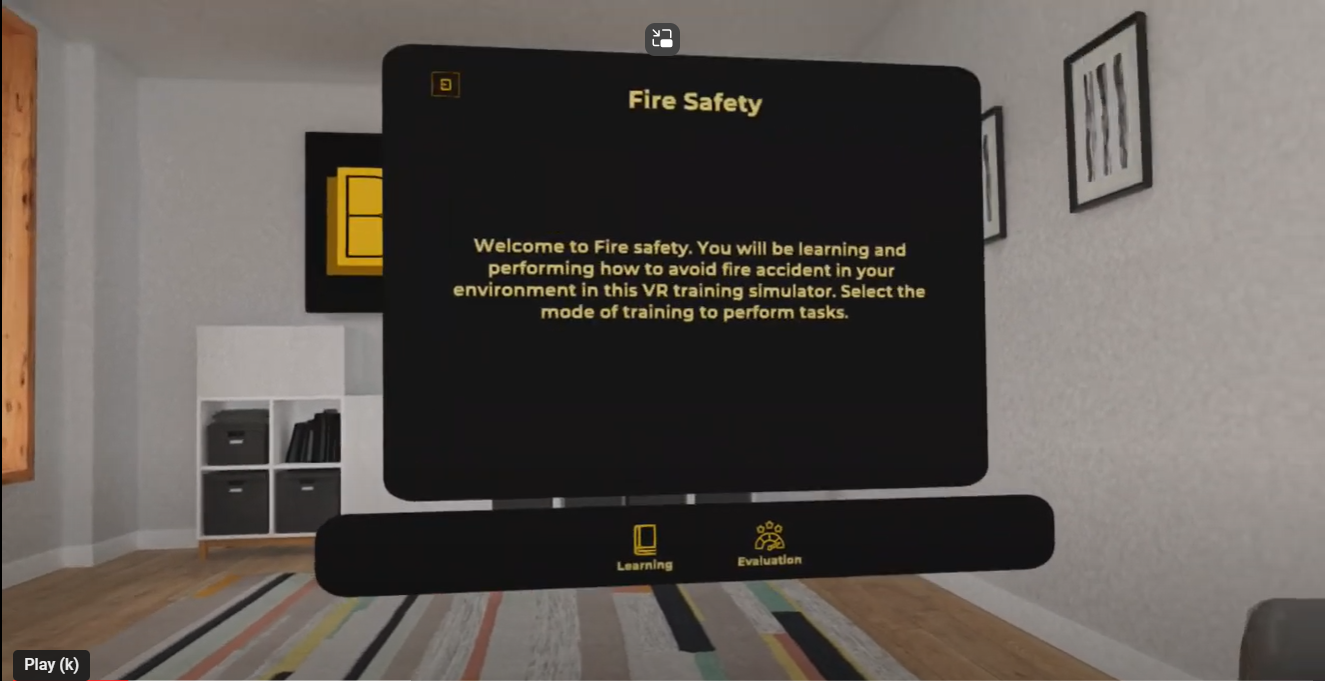 Fire Safety
Welcome to Fire safety. You will be learning and
performing how to avoid fire accident in your
environment in this VR training simulator. Select the
mode of training to perform tasks.
Learning
Evaluation
Play (k)